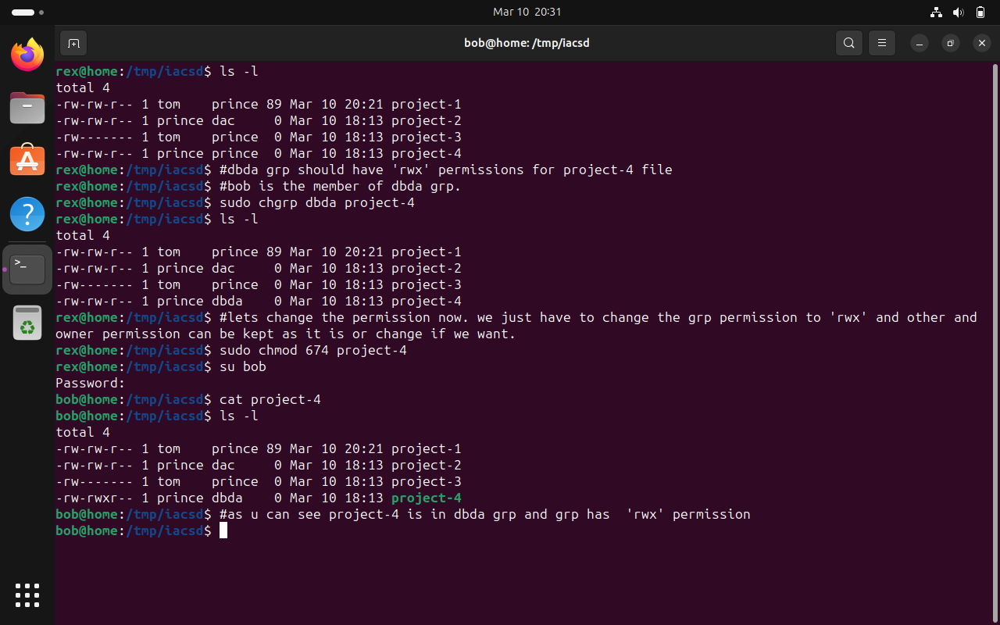 Mar 10 20:31
bob@home: /tmp/iacsd
rex@home:/tmp/iacsd$ ls -l
total 4
-rw-rw-r-- 1 tom    prince 89 Mar 10 20:21 project-1
-rw-rw-r-- 1 prince dac     0 Mar 10 18:13 project-2
-rw------- 1 tom    prince  0 Mar 10 18:13 project-3
-rw-rw-r-- 1 prince prince  0 Mar 10 18:13 project-4
rex@home:/tmp/iacsd$ #dbda grp should have 'rwx' permissions for project-4 file
rex@home:/tmp/iacsd$ #bob is the member of dbda grp.
rex@home:/tmp/iacsd$ sudo chgrp dbda project-4
rex@home:/tmp/iacsd$ ls -l
total 4
-rw-rw-r-- 1 tom    prince 89 Mar 10 20:21 project-1
-rw-rw-r-- 1 prince dac     0 Mar 10 18:13 project-2
-rw------- 1 tom    prince  0 Mar 10 18:13 project-3
-rw-rw-r-- 1 prince dbda    0 Mar 10 18:13 project-4
rex@home:/tmp/iacsd$ #lets change the permission now. we just have to change the grp permission to 'rwx' and other and
owner permission can be kept as it is or change if we want.
rex@home:/tmp/iacsd$ sudo chmod 674 project-4
rex@home:/tmp/iacsd$ su bob
Password:
bob@home:/tmp/iacsd$ cat project-4
bob@home:/tmp/iacsd$ ls -l
total 4
-rw-rw-r-- 1 tom    prince 89 Mar 10 20:21 project-1
-rw-rw-r-- 1 prince dac     0 Mar 10 18:13 project-2
-rw------- 1 tom    prince  0 Mar 10 18:13 project-3
-rw-rwxr-- 1 prince dbda    0 Mar 10 18:13 project-4
bob@home:/tmp/iacsd$ #as u can see project-4 is in dbda grp and grp has  'rwx' permission
bob@home:/tmp/iacsd$